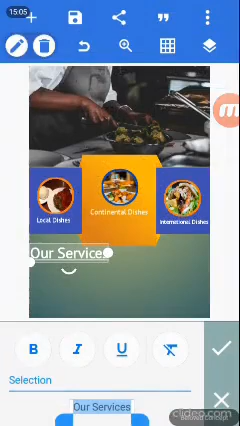 15:05
Continental Dishes
Local Dishes
International Dishes
Our Services
B I U T
Selection
Our Services
clideo.com